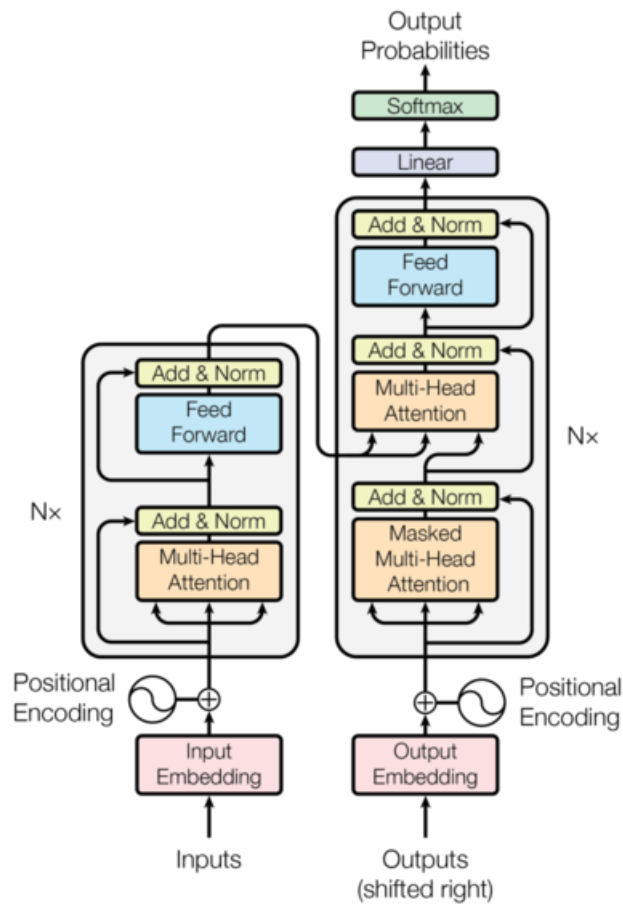 Output
Probabilities
Softmax
Linear
Add & Norm
Feed
Forward
Add & Norm
Multi-Head
Attention
Add & Norm
Masked
Multi-Head
Attention
N×
Add & Norm
Feed
Forward
Add & Norm
Multi-Head
Attention
N×
Positional
Encoding
Positional
Encoding
Input
Embedding
Output
Embedding
Inputs
Outputs
(shifted right)